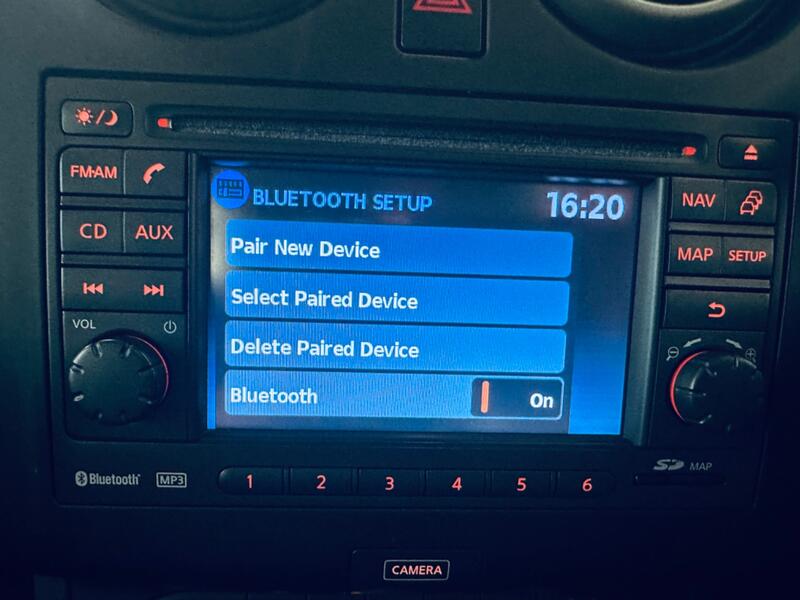 FM·AM
CD
AUX
VOL
BLUETOOTH SETUP
16:20
Pair New Device
Select Paired Device
Delete Paired Device
Bluetooth
On
NAV
MAP
SETUP
Bluetooth
MP3
1
2
3
4
5
6
SD
MAP
CAMERA